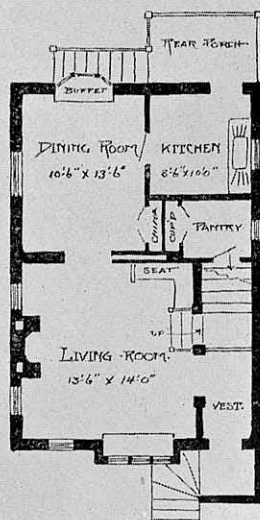 REAR PORCH
BUFFET
DINING ROOM
10'6" X 13'6"
KITCHEN
8'6" X 10'0"
CHINA
CUP'D
PANTRY
SEAT
UP
LIVING-ROOM.
13'6" X 14'0"
VEST.